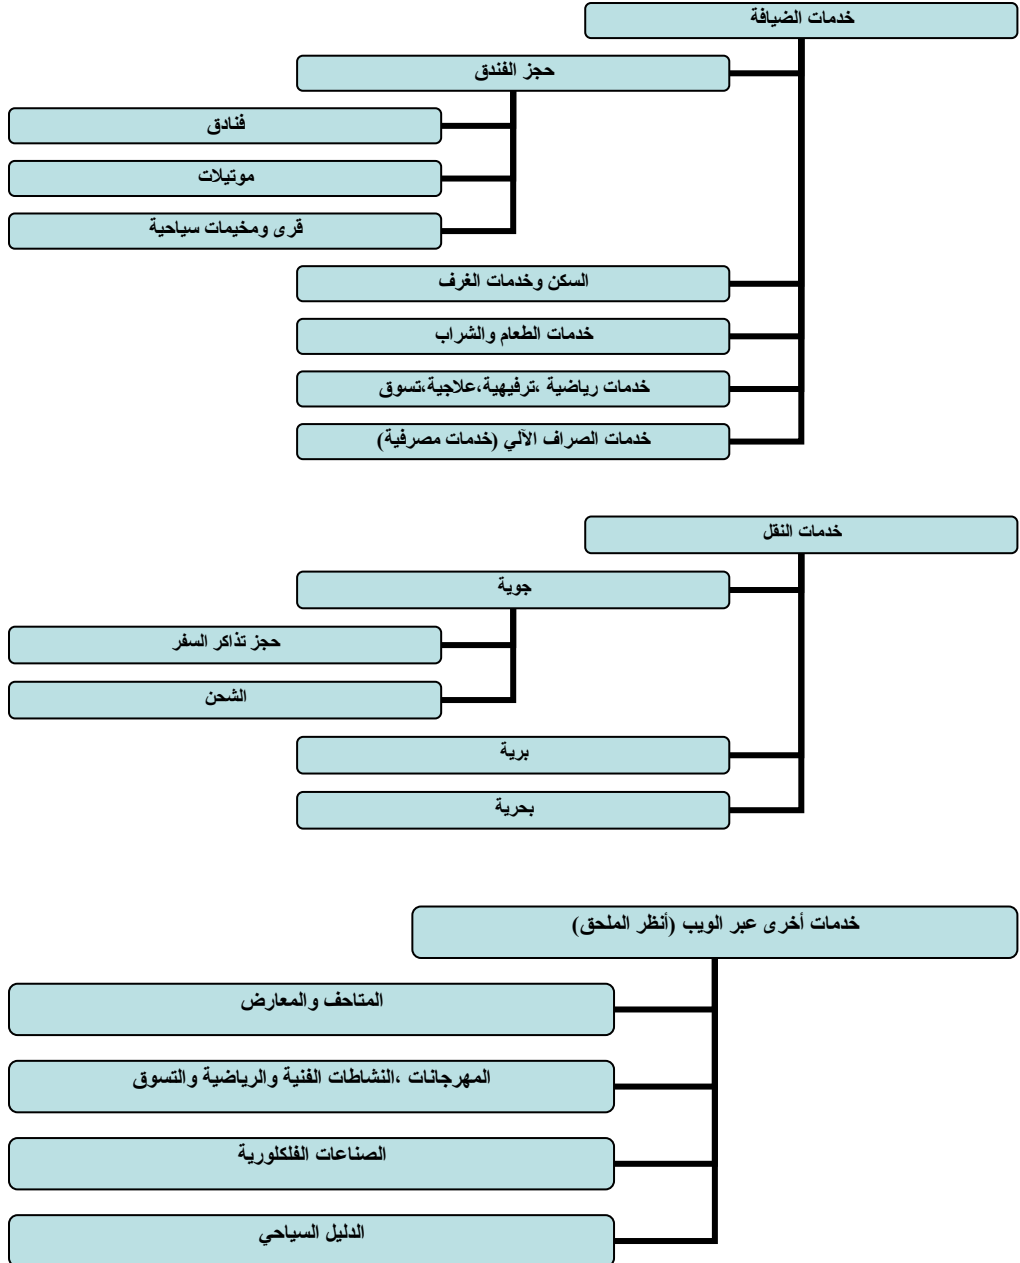 خدمات الضيافة
حجز الفندق
فنادق
موتيلات
قرى ومخيمات سياحية
السكن وخدمات الغرف
خدمات الطعام والشراب
خدمات رياضية ،ترفيهية،علاجية،تسوق
خدمات الصراف الآلي (خدمات مصرفية)
خدمات النقل
جوية
حجز تذاكر السفر
الشحن
برية
بحرية
خدمات أخرى عبر الويب (أنظر الملحق)
المتاحف والمعارض
المهرجانات ،النشاطات الفنية والرياضية والتسوق
الصناعات الفلكلورية
الدليل السياحي